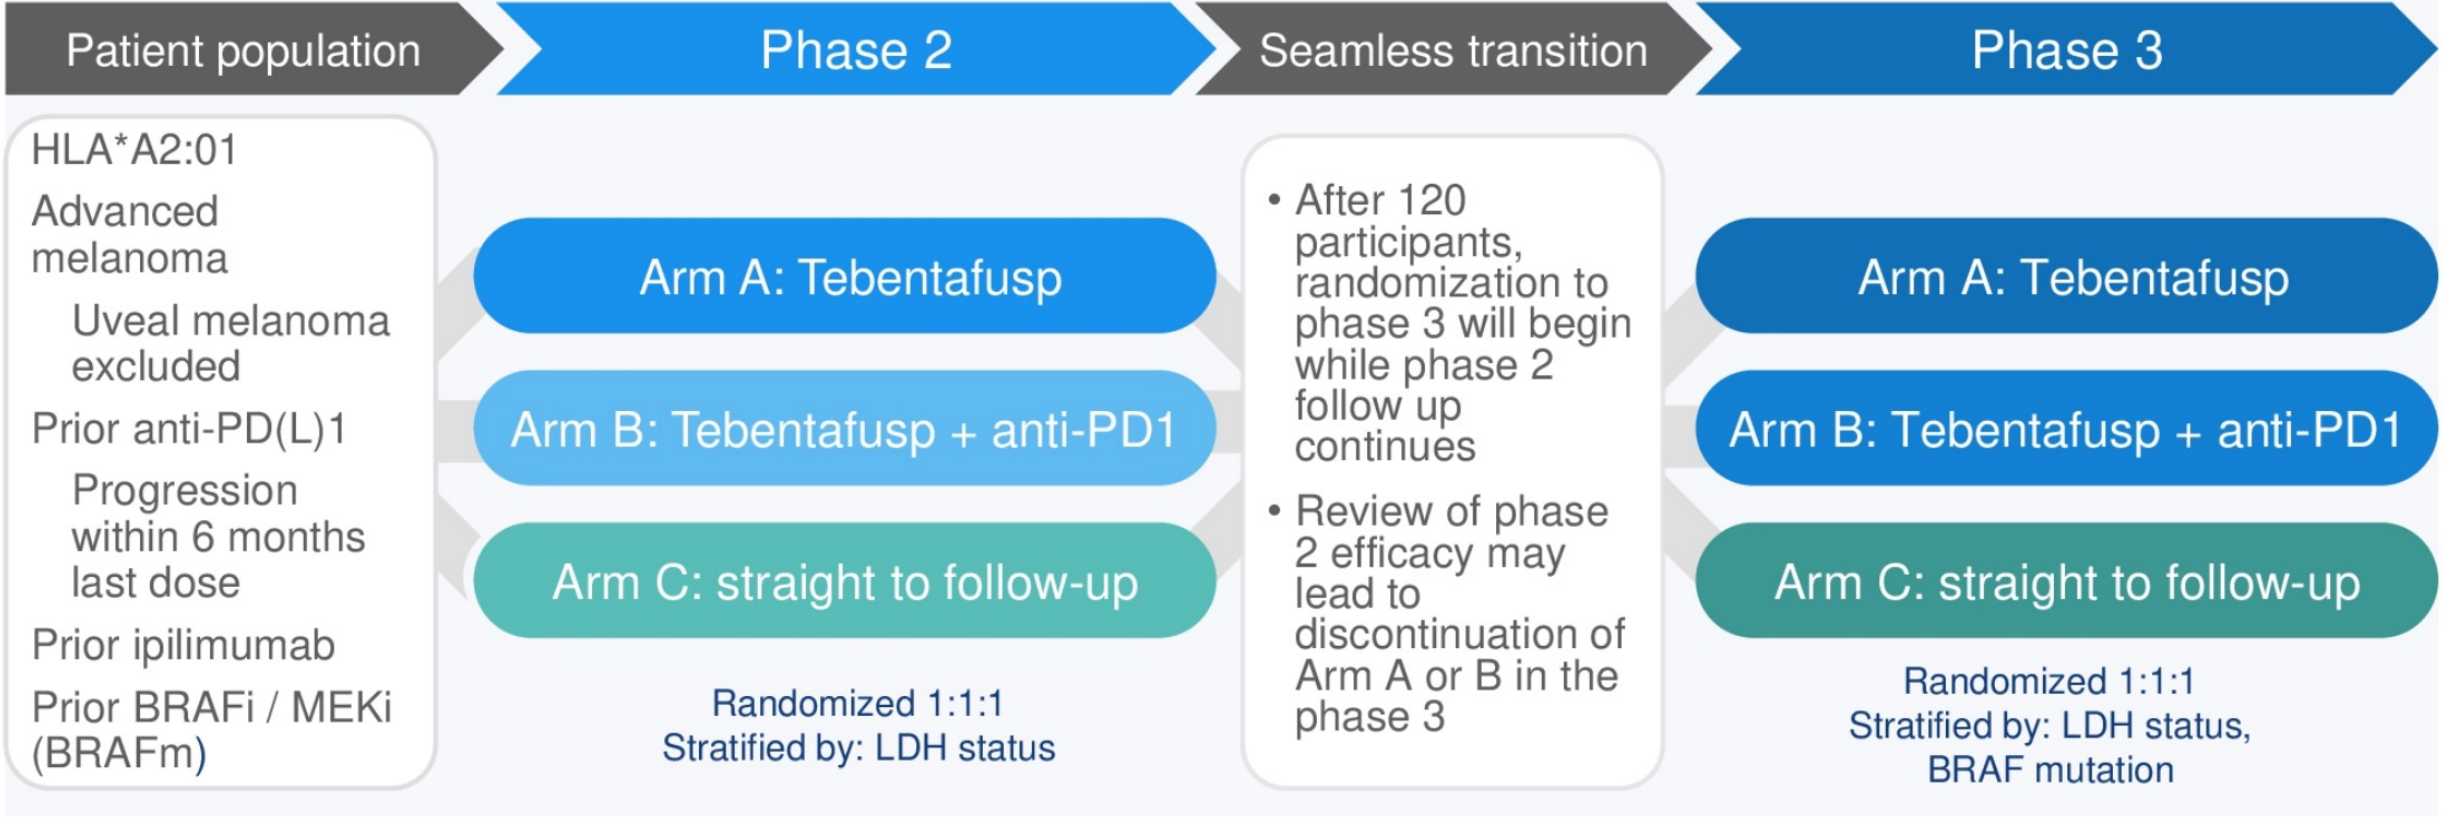 Patient population
Phase 2
Seamless transition
Phase 3
HLA*A2:01
Advanced
melanoma
Uveal melanoma
excluded
Prior anti-PD(L)1
Progression
within 6 months
last dose
Prior ipilimumab
Prior BRAFi / MEKi
(BRAFm)
Arm A: Tebentafusp
Arm B: Tebentafusp + anti-PD1
Arm C: straight to follow-up
Randomized 1:1:1
Stratified by: LDH status
• After 120
participants,
randomization to
phase 3 will begin
while phase 2
follow up
continues
• Review of phase
2 efficacy may
lead to
discontinuation of
Arm A or B in the
phase 3
Arm A: Tebentafusp
Arm B: Tebentafusp + anti-PD1
Arm C: straight to follow-up
Randomized 1:1:1
Stratified by: LDH status,
BRAF mutation